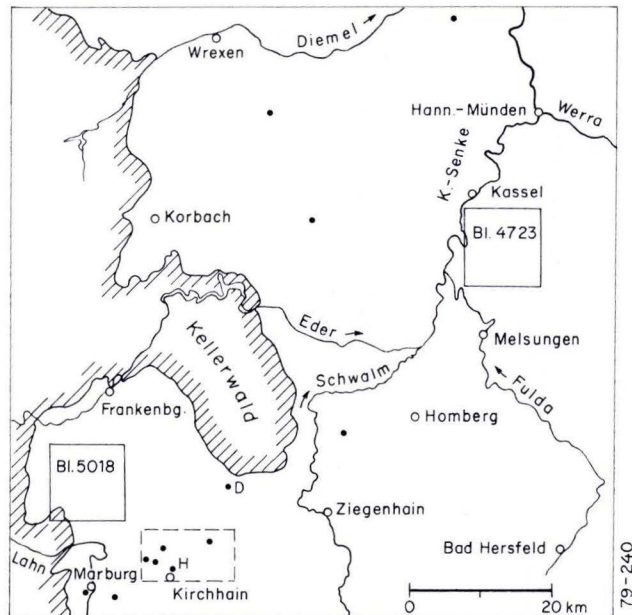 Diemel
Wrexen
Hann.-Münden
Werra
K.-Senke
Kassel
Korbach
Bl. 4723
Eder
Melsungen
Kellerwald
Schwalm
Fulda
Frankenbg.
Homberg
Bl. 5018
D
Ziegenhain
Lahn
H
Bad Hersfeld
Marburg
Kirchhain
0 20 km
79-240